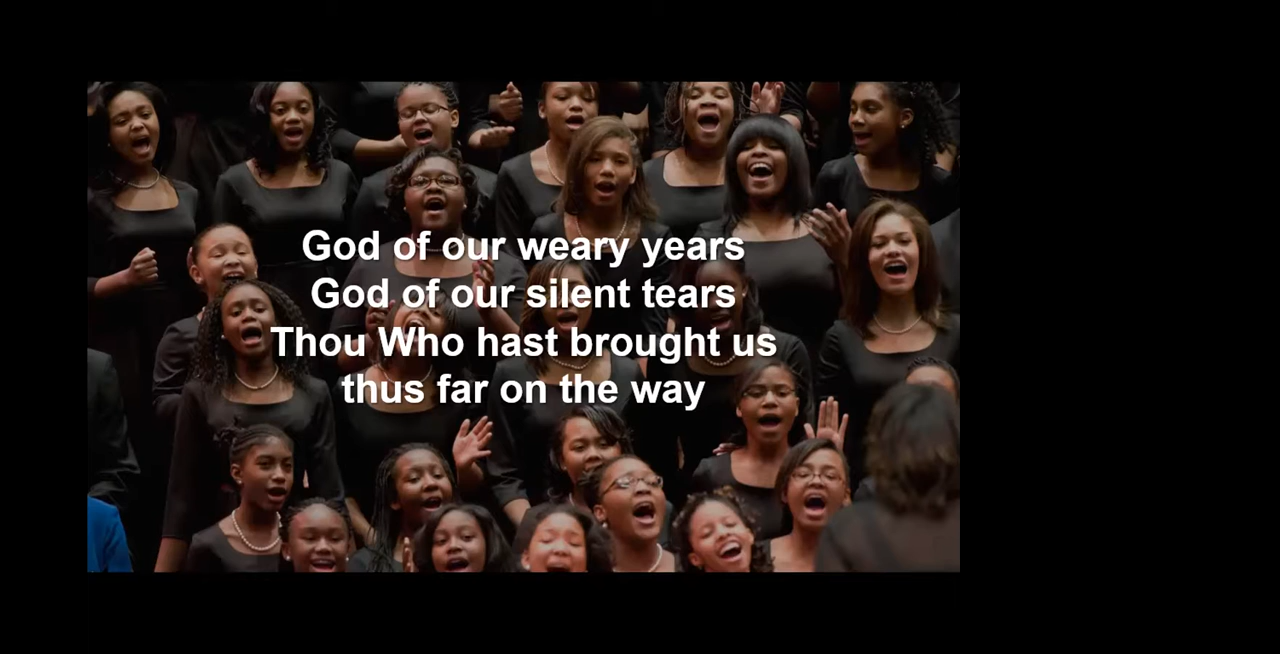 God of our weary years
God of our silent tears
Thou Who hast brought us
thus far on the way